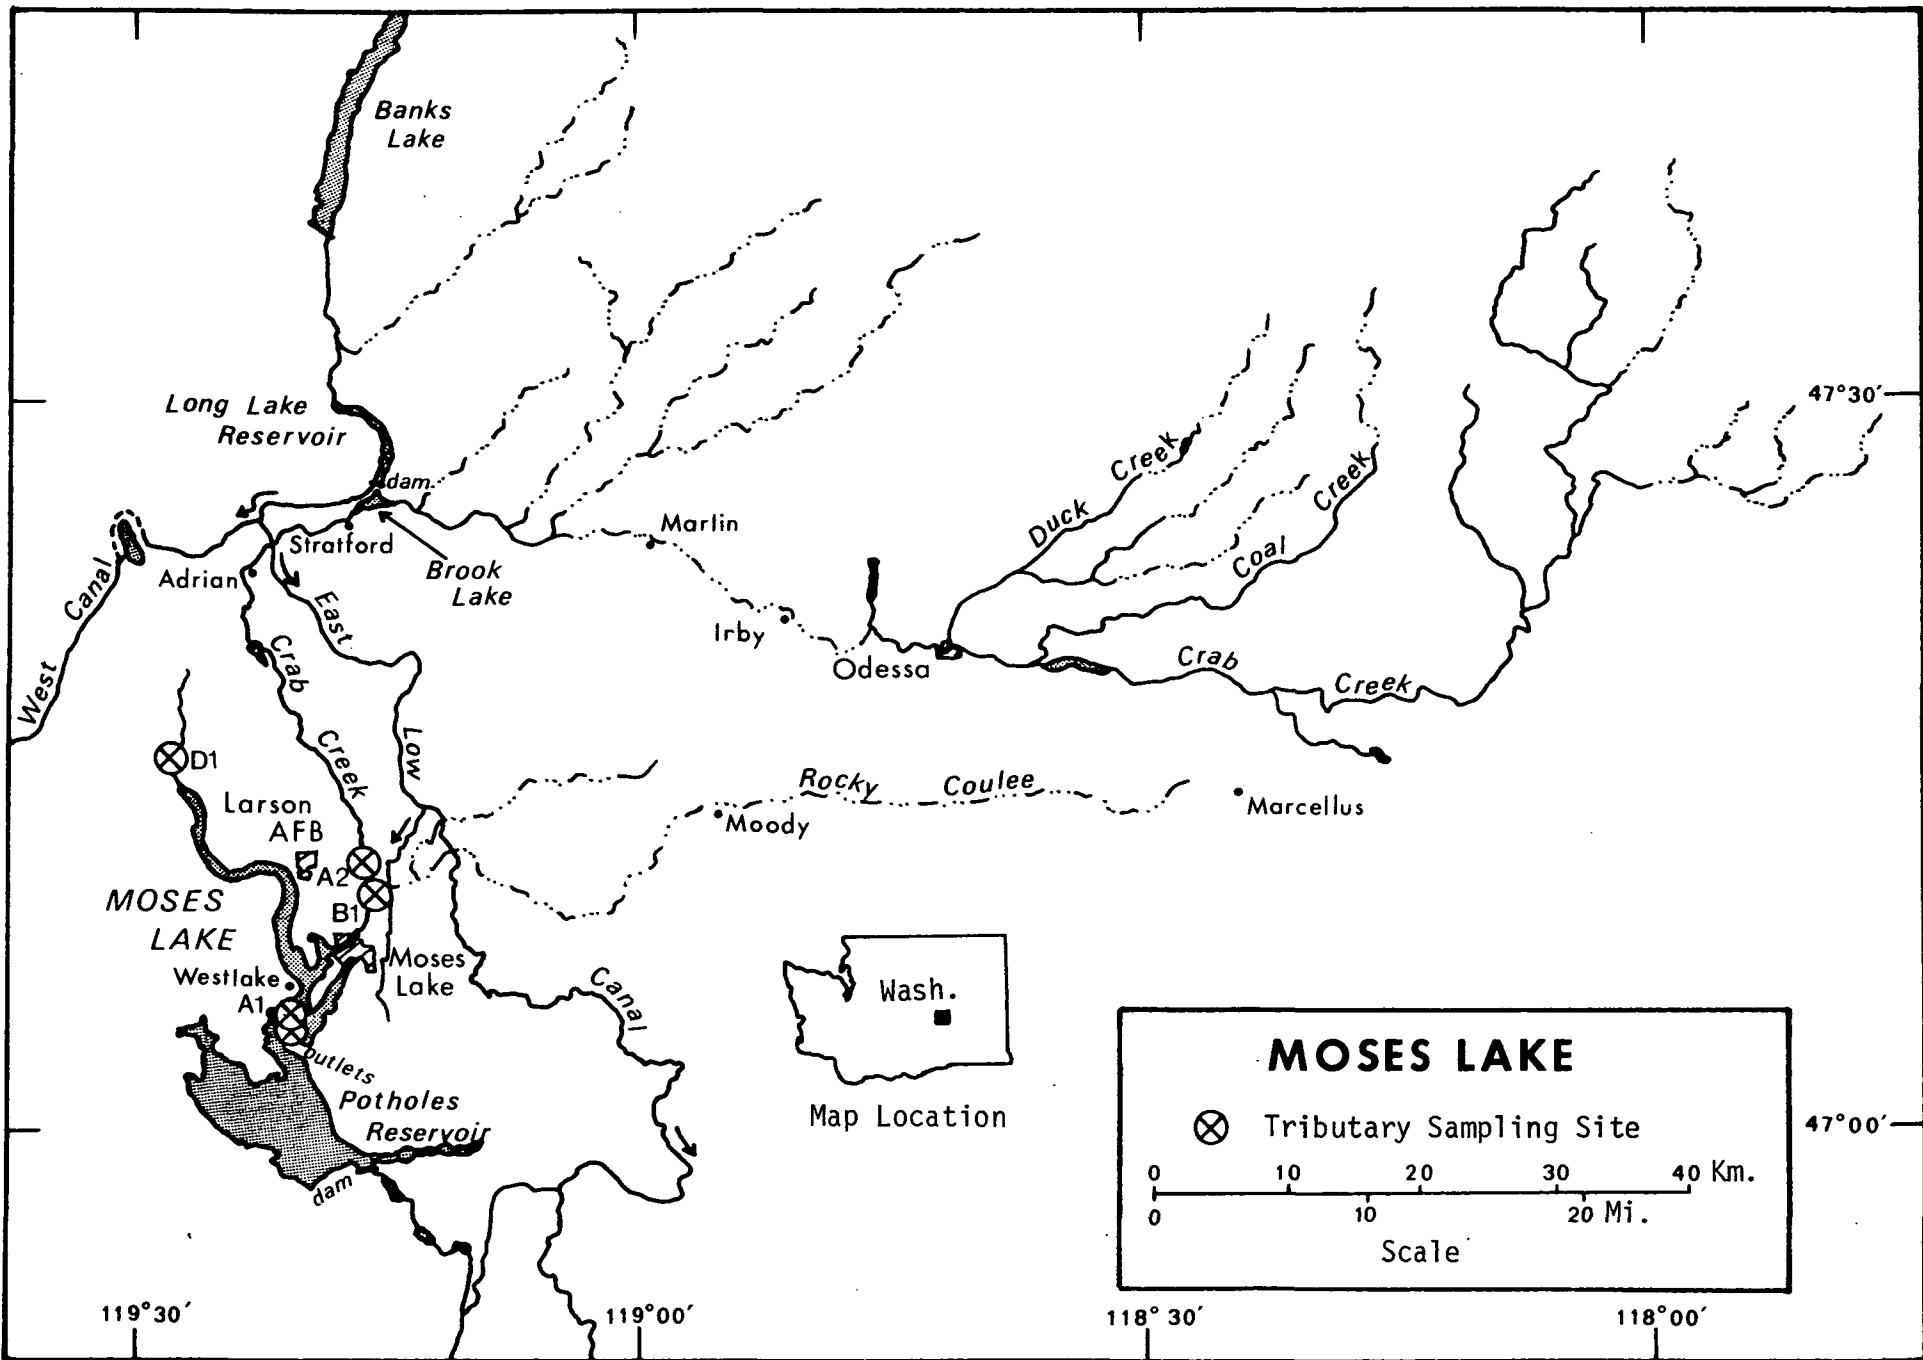 Banks
Lake
Long Lake
Reservoir
47°30′
dam
Duck Creek
Coal Creek
Marlin
Stratford
Adrian
Brook
Lake
West Canal
East Low Canal
Irby
Odessa
Crab Creek
Crab Creek
D1
Larson
AFB
A2
B1
Rocky Coulee
Moody
Marcellus
MOSES
LAKE
Westlake
A1
Moses
Lake
outlets
Potholes
Reservoir
dam
Wash.
Map Location
MOSES LAKE
Tributary Sampling Site
0 10 20 30 40 Km.
0 10 20 Mi.
Scale
47°00′
119°30′
119°00′
118°30′
118°00′